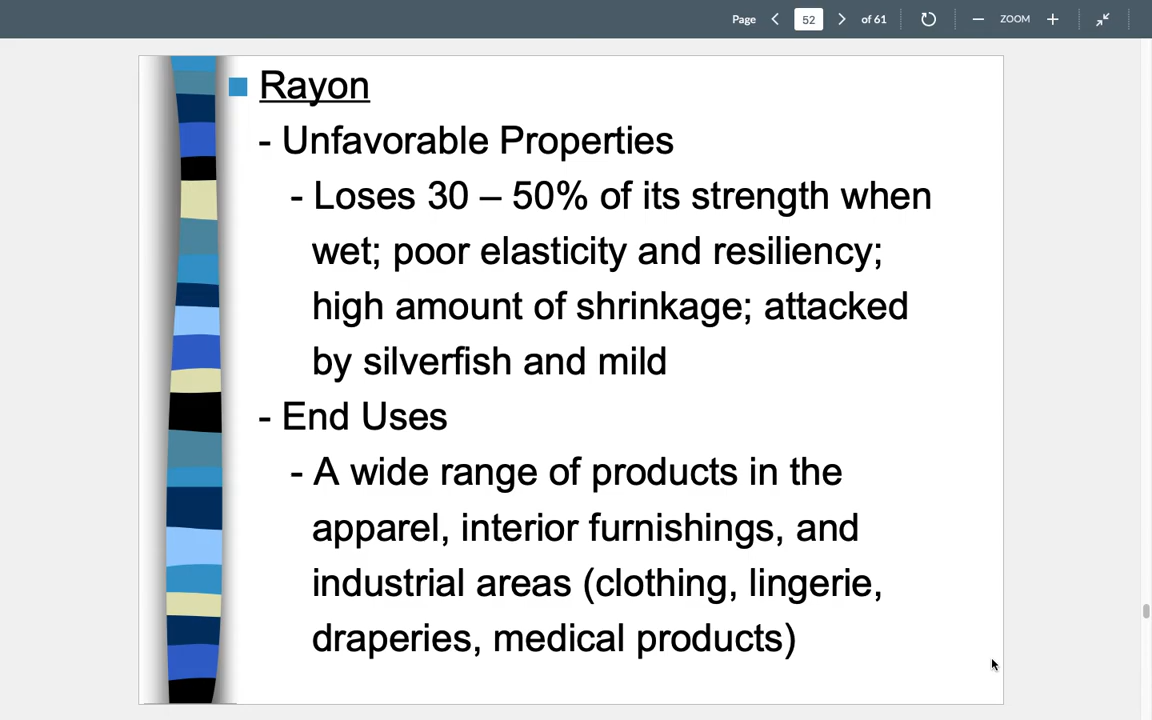 Page 52 of 61 ZOOM
Rayon
- Unfavorable Properties
- Loses 30 – 50% of its strength when
wet; poor elasticity and resiliency;
high amount of shrinkage; attacked
by silverfish and mild
- End Uses
- A wide range of products in the
apparel, interior furnishings, and
industrial areas (clothing, lingerie,
draperies, medical products)